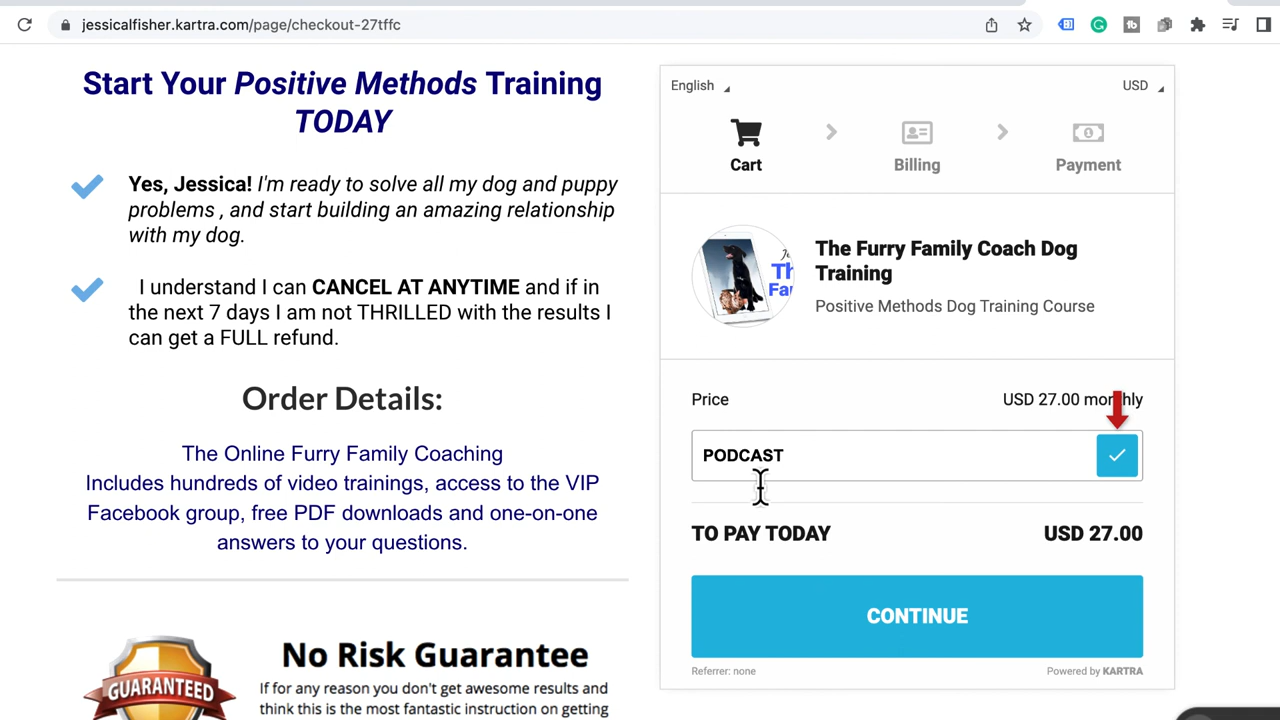 jessicalfisher.kartra.com/page/checkout-27tffc
Start Your Positive Methods Training
TODAY
Yes, Jessica! I'm ready to solve all my dog and puppy
problems , and start building an amazing relationship
with my dog.
I understand I can CANCEL AT ANYTIME and if in
the next 7 days I am not THRILLED with the results I
can get a FULL refund.
Order Details:
The Online Furry Family Coaching
Includes hundreds of video trainings, access to the VIP
Facebook group, free PDF downloads and one-on-one
answers to your questions.
GUARANTEED
No Risk Guarantee
If for any reason you don't get awesome results and
think this is the most fantastic instruction on getting
English
USD
Cart
Billing
Payment
The Furry Family Coach Dog
Training
Positive Methods Dog Training Course
Price
USD 27.00 monthly
PODCAST
TO PAY TODAY
USD 27.00
CONTINUE
Referrer: none
Powered by KARTRA